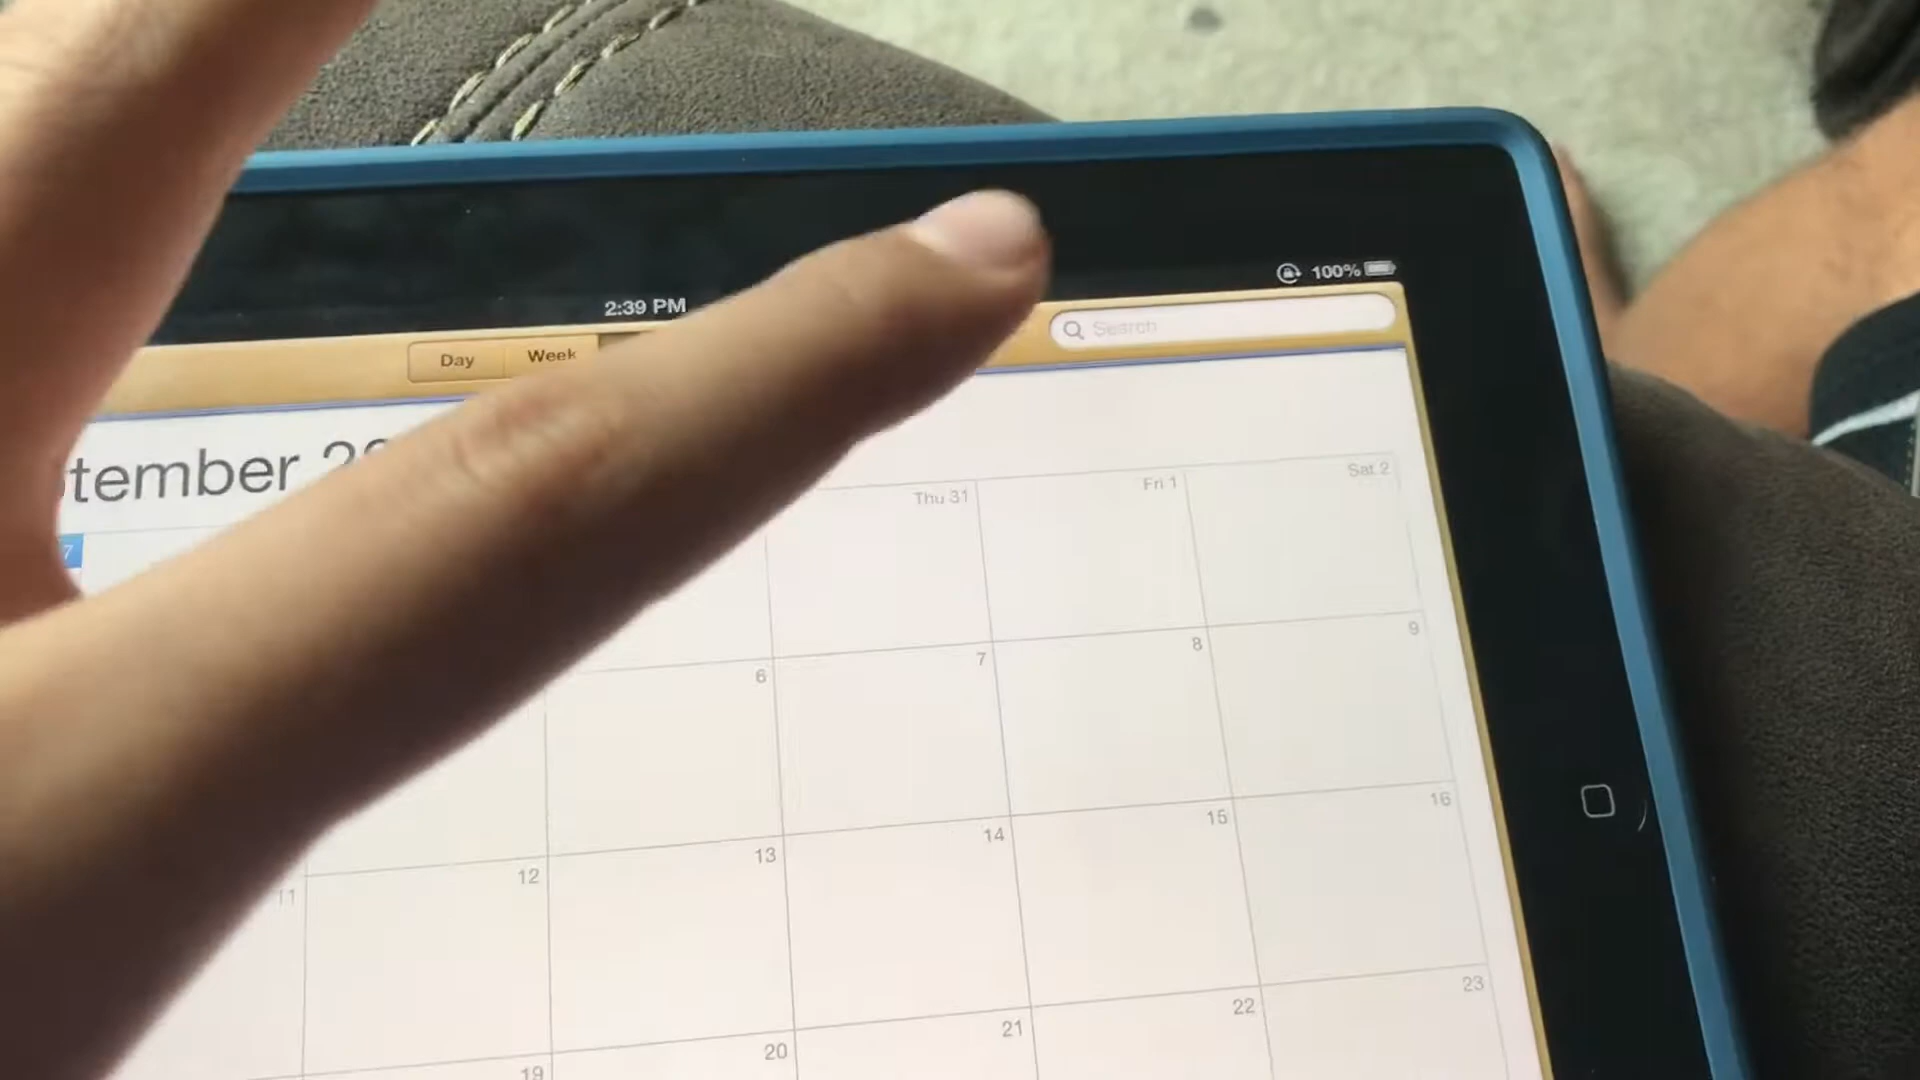 100%
2:39 PM
Search
Day Week
tember
Thu 31 Fri 1 Sat 2
7
6 7 8 9
11 12 13 14 15 16
19 20 21 22 23